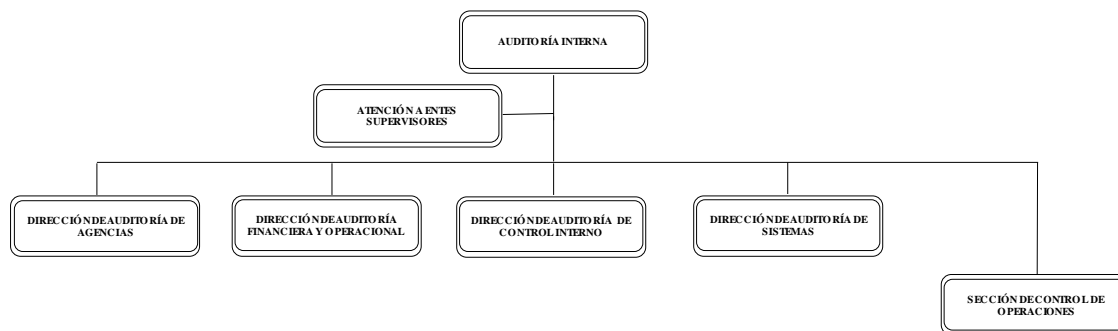 AUDITORÍA INTERNA
ATENCIÓN A ENTES
SUPERVISORES
DIRECCIÓN DE AUDITORÍA DE
AGENCIAS
DIRECCIÓN DE AUDITORÍA
FINANCIERA Y OPERACIONAL
DIRECCIÓN DE AUDITORÍA DE
CONTROL INTERNO
DIRECCIÓN DE AUDITORÍA DE
SISTEMAS
SECCIÓN DE CONTROL DE
OPERACIONES